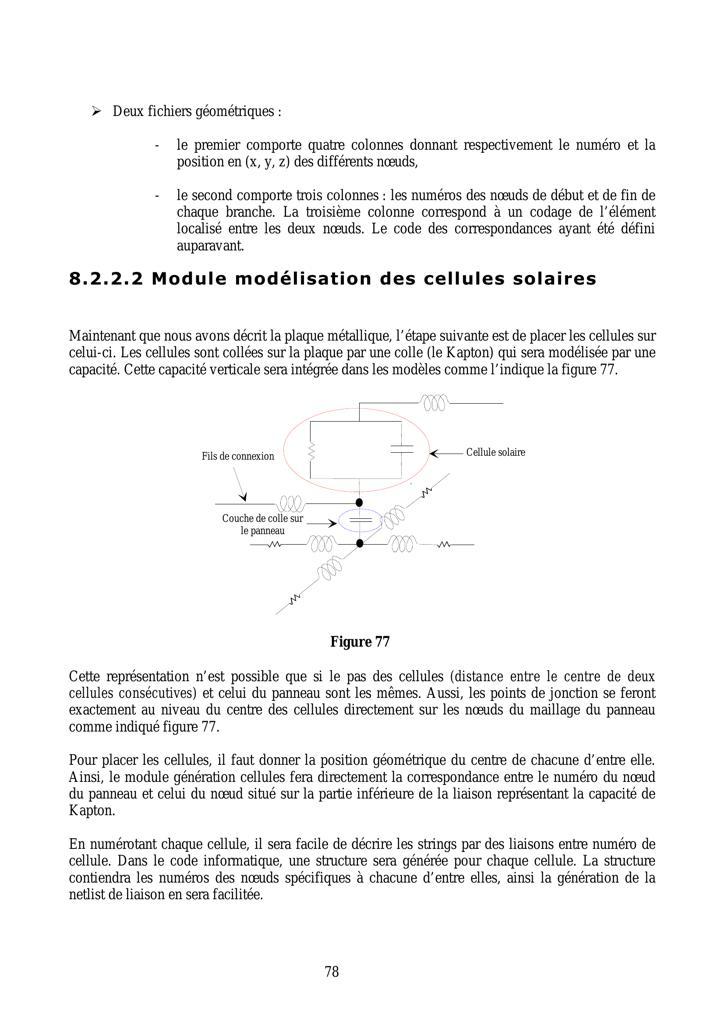 ➢ Deux fichiers géométriques :
- le premier comporte quatre colonnes donnant respectivement le numéro et la
position en (x, y, z) des différents nœuds,
- le second comporte trois colonnes : les numéros des nœuds de début et de fin de
chaque branche. La troisième colonne correspond à un codage de l’élément
localisé entre les deux nœuds. Le code des correspondances ayant été défini
auparavant.
8.2.2.2 Module modélisation des cellules solaires
Maintenant que nous avons décrit la plaque métallique, l’étape suivante est de placer les cellules sur
celui-ci. Les cellules sont collées sur la plaque par une colle (le Kapton) qui sera modélisée par une
capacité. Cette capacité verticale sera intégrée dans les modèles comme l’indique la figure 77.
Fils de connexion
Cellule solaire
Couche de colle sur
le panneau
Figure 77
Cette représentation n’est possible que si le pas des cellules (distance entre le centre de deux
cellules consécutives) et celui du panneau sont les mêmes. Aussi, les points de jonction se feront
exactement au niveau du centre des cellules directement sur les nœuds du maillage du panneau
comme indiqué figure 77.
Pour placer les cellules, il faut donner la position géométrique du centre de chacune d’entre elle.
Ainsi, le module génération cellules fera directement la correspondance entre le numéro du nœud
du panneau et celui du nœud situé sur la partie inférieure de la liaison représentant la capacité de
Kapton.
En numérotant chaque cellule, il sera facile de décrire les strings par des liaisons entre numéro de
cellule. Dans le code informatique, une structure sera générée pour chaque cellule. La structure
contiendra les numéros des nœuds spécifiques à chacune d’entre elles, ainsi la génération de la
netlist de liaison en sera facilitée.
78